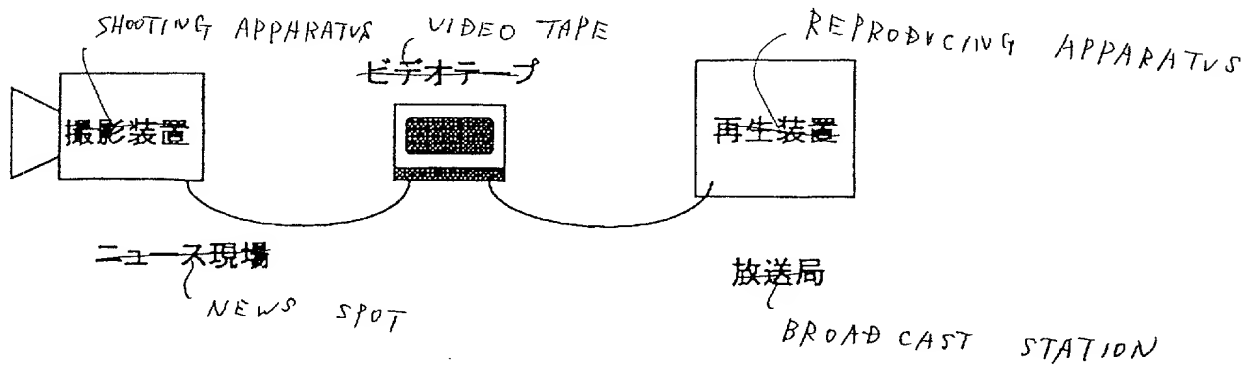 SHOOTING APPARATUS
VIDEO TAPE
REPRODUCING APPARATUS
ビデオテープ
撮影装置
再生装置
ニュース現場
放送局
NEWS SPOT
BROADCAST STATION